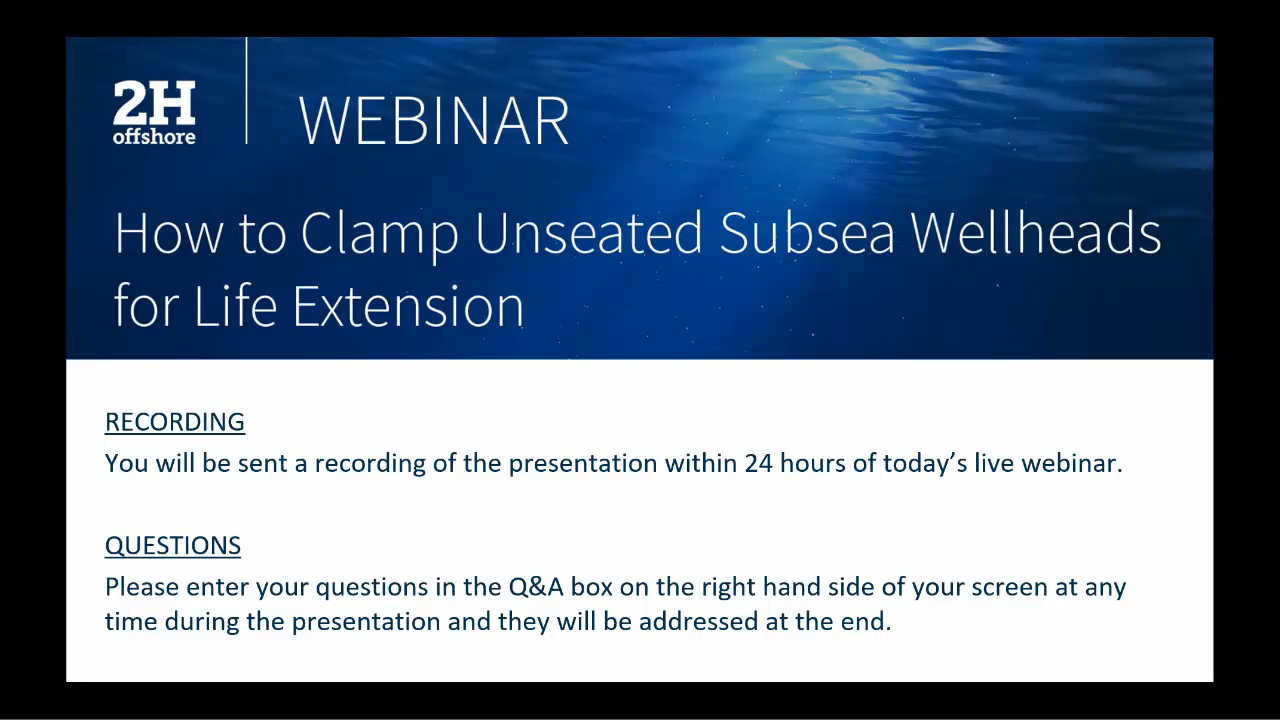 2H
offshore
WEBINAR
How to Clamp Unseated Subsea Wellheads
for Life Extension
RECORDING
You will be sent a recording of the presentation within 24 hours of today’s live webinar.
QUESTIONS
Please enter your questions in the Q&A box on the right hand side of your screen at any
time during the presentation and they will be addressed at the end.